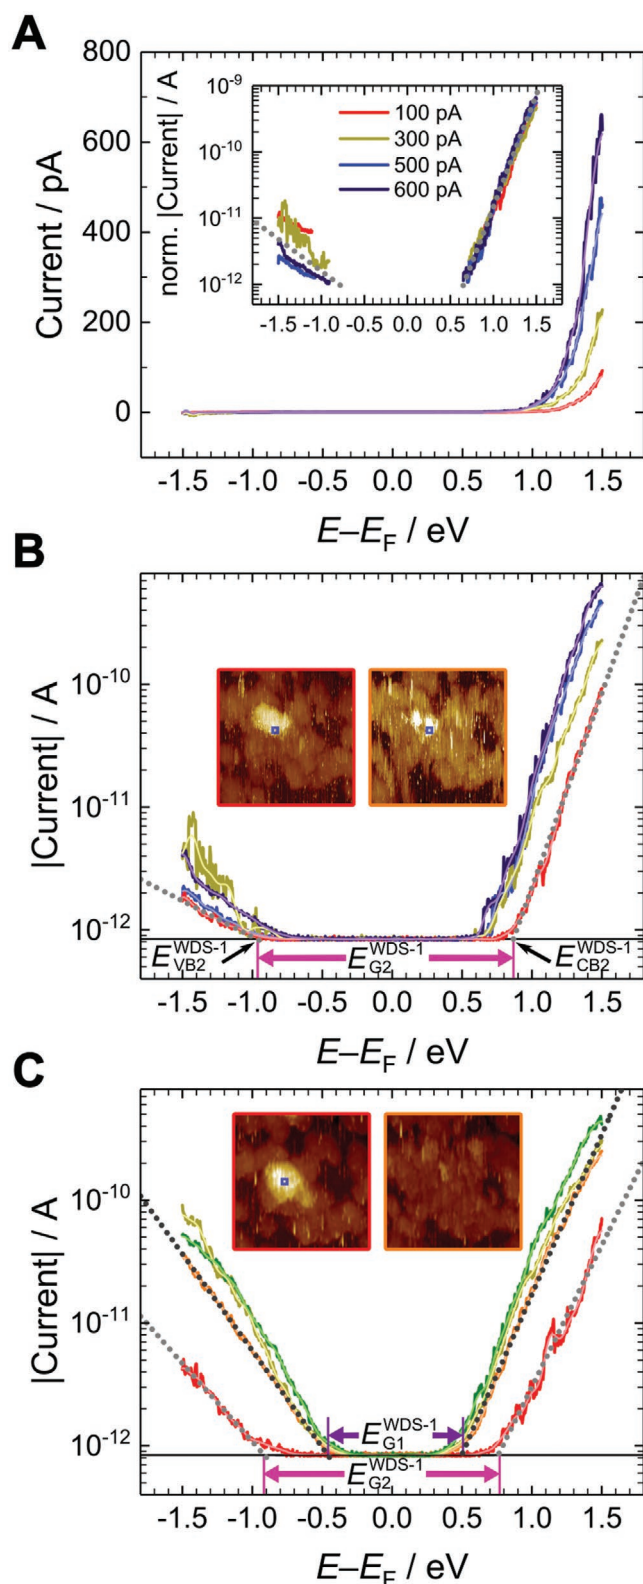 A
800
600
400
200
0
Current / pA
norm. |Current| / A
10⁻⁹
10⁻¹⁰
10⁻¹¹
10⁻¹²
100 pA
300 pA
500 pA
600 pA
-1.5 -1.0 -0.5 0.0 0.5 1.0 1.5
-1.5 -1.0 -0.5 0.0 0.5 1.0 1.5
E–E_F / eV
B
|Current| / A
10⁻¹⁰
10⁻¹¹
10⁻¹²
E_VB2^WDS-1 E_G2^WDS-1 E_CB2^WDS-1
-1.5 -1.0 -0.5 0.0 0.5 1.0 1.5
E–E_F / eV
C
|Current| / A
10⁻¹⁰
10⁻¹¹
10⁻¹²
E_G1^WDS-1
E_G2^WDS-1
-1.5 -1.0 -0.5 0.0 0.5 1.0 1.5
E–E_F / eV